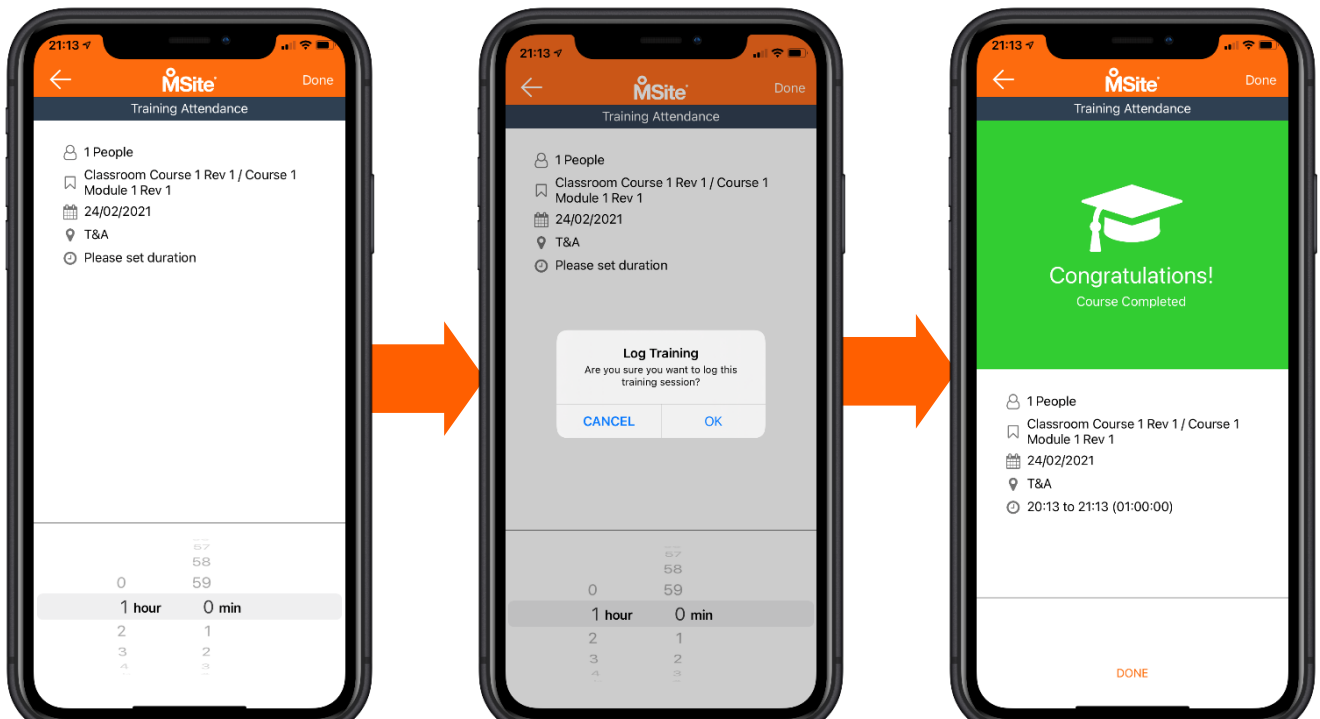 21:13
MSite
Done
Training Attendance
1 People
Classroom Course 1 Rev 1 / Course 1
Module 1 Rev 1
24/02/2021
T&A
Please set duration
57
58
0 59
1 hour 0 min
2 1
3 2
4 3
21:13
MSite
Done
Training Attendance
1 People
Classroom Course 1 Rev 1 / Course 1
Module 1 Rev 1
24/02/2021
T&A
Please set duration
Log Training
Are you sure you want to log this
training session?
CANCEL OK
57
58
0 59
1 hour 0 min
2 1
3 2
4 3
21:13
MSite
Done
Training Attendance
Congratulations!
Course Completed
1 People
Classroom Course 1 Rev 1 / Course 1
Module 1 Rev 1
24/02/2021
T&A
20:13 to 21:13 (01:00:00)
DONE